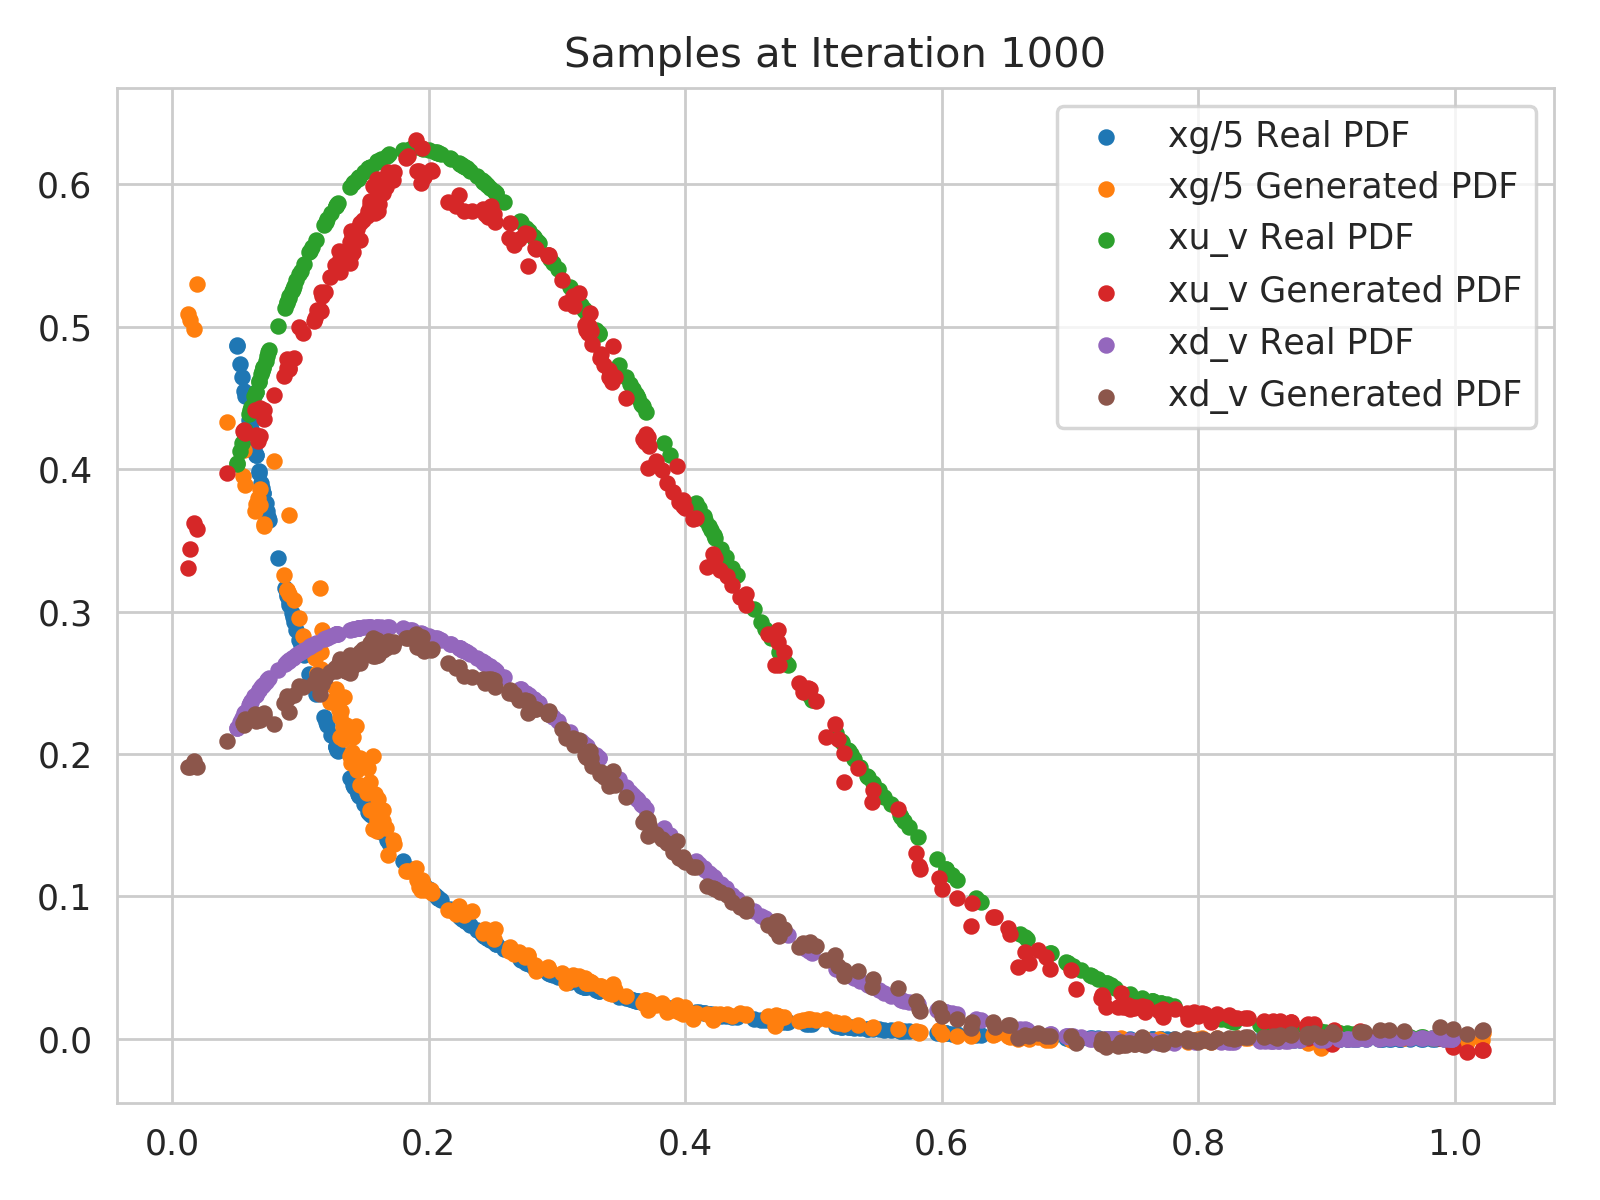 Samples at Iteration 1000
xg/5 Real PDF
xg/5 Generated PDF
xu_v Real PDF
xu_v Generated PDF
xd_v Real PDF
xd_v Generated PDF
0.6
0.5
0.4
0.3
0.2
0.1
0.0
0.0 0.2 0.4 0.6 0.8 1.0